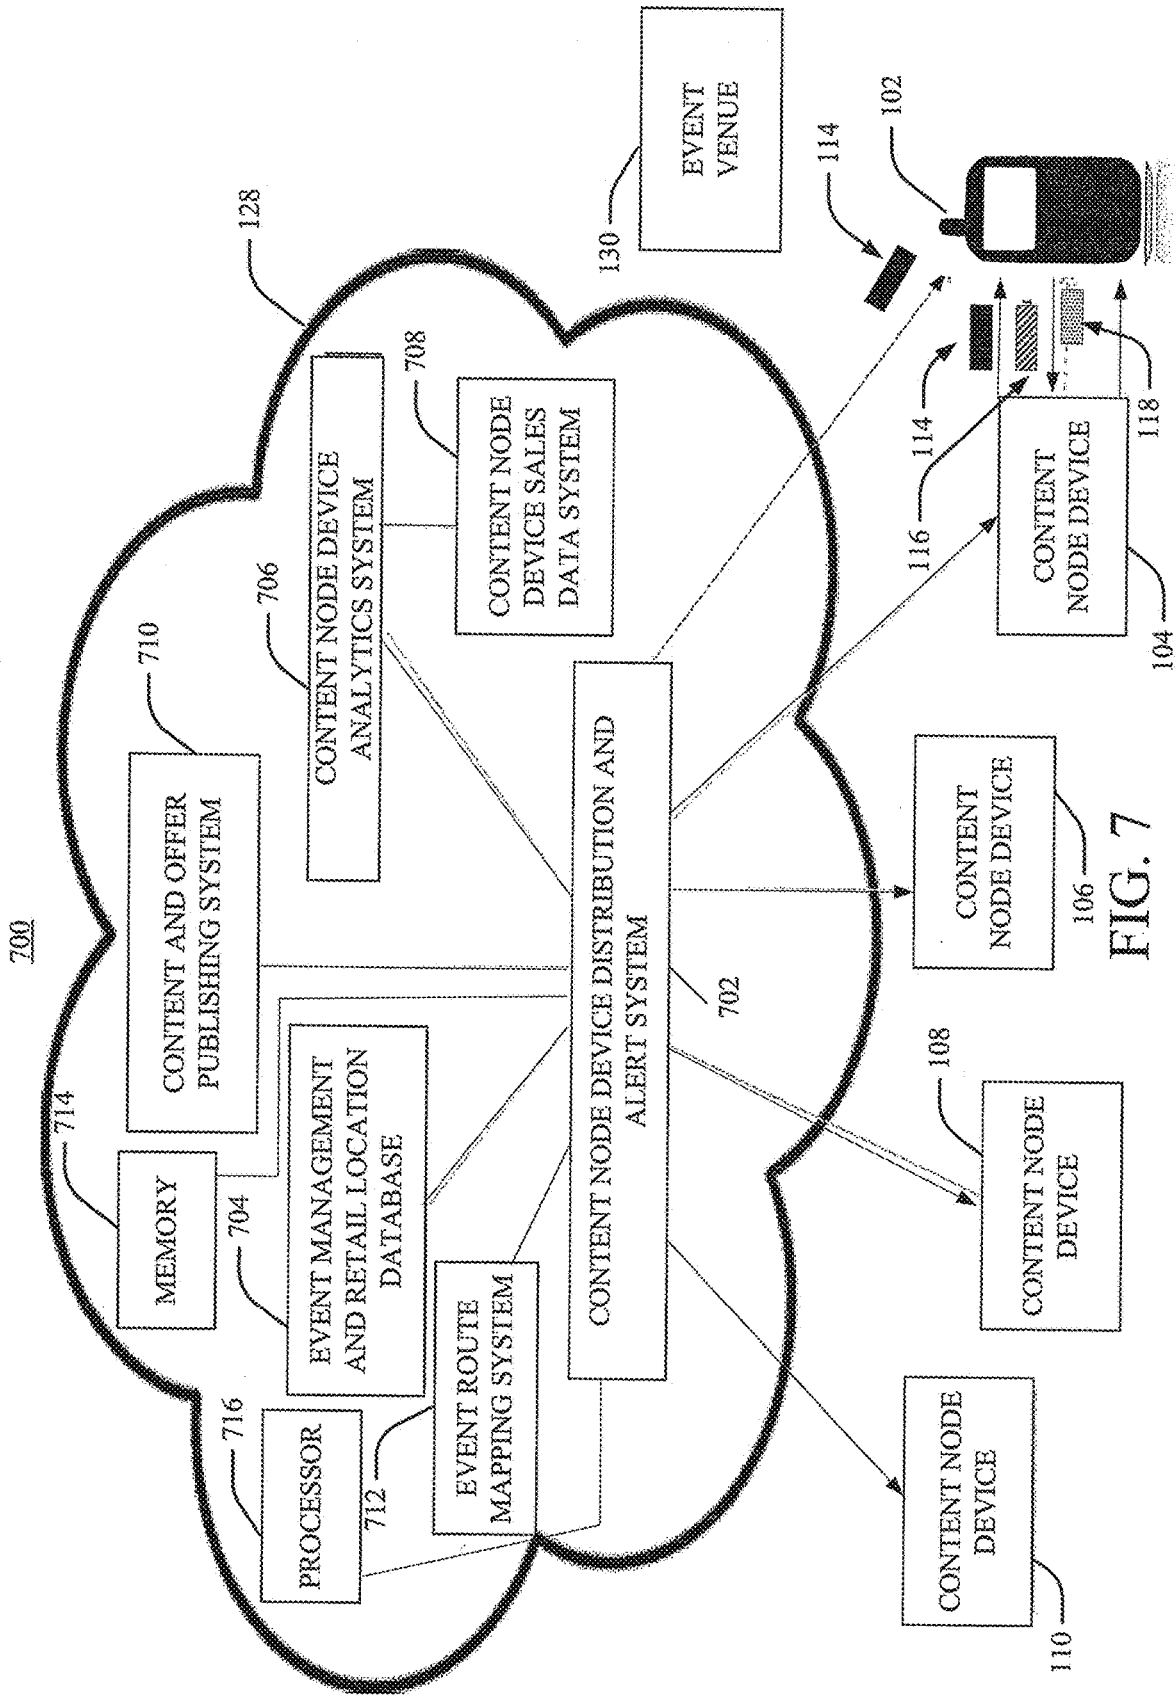 700
128
716
PROCESSOR
714
MEMORY
710
CONTENT AND OFFER
PUBLISHING SYSTEM
704
EVENT MANAGEMENT
AND RETAIL LOCATION
DATABASE
706
CONTENT NODE DEVICE
ANALYTICS SYSTEM
708
CONTENT NODE
DEVICE SALES
DATA SYSTEM
712
EVENT ROUTE
MAPPING SYSTEM
CONTENT NODE DEVICE DISTRIBUTION AND
ALERT SYSTEM
702
130
EVENT
VENUE
114
102
114
116
118
CONTENT
NODE DEVICE
104
CONTENT
NODE DEVICE
106
CONTENT NODE
DEVICE
108
CONTENT NODE
DEVICE
110
FIG. 7